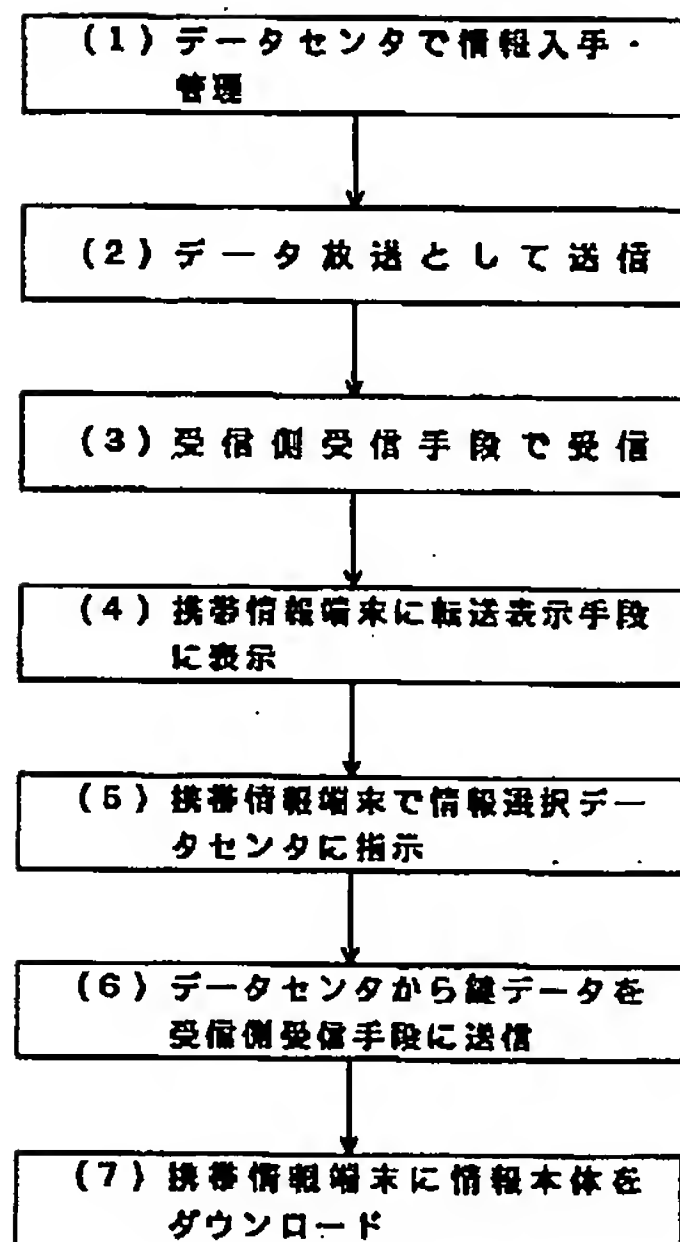 (1) データセンタで情報入手・
管理
(2) データ放送として送信
(3) 受信側受信手段で受信
(4) 携帯情報端末に転送表示手段
に表示
(5) 携帯情報端末で情報選択デー
タセンタに指示
(6) データセンタから鍵データを
受信側受信手段に送信
(7) 携帯情報端末に情報本体を
ダウンロード